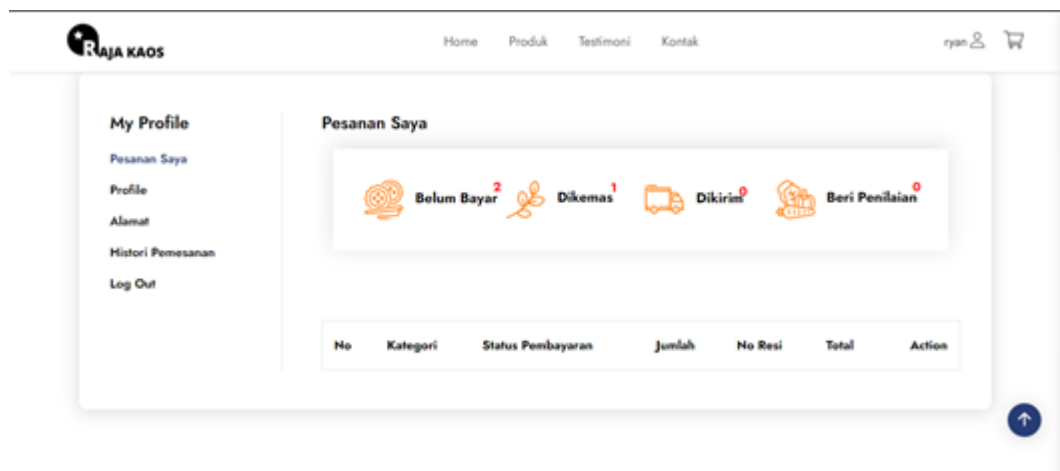 RAJA KAOS
Home Produk Testimoni Kontak
ryan
My Profile
Pesanan Saya
Profile
Alamat
Histori Pemesanan
Log Out
Pesanan Saya
Belum Bayar 2 Dikemas 1 Dikirim 0 Beri Penilaian 0
No Kategori Status Pembayaran Jumlah No Resi Total Action